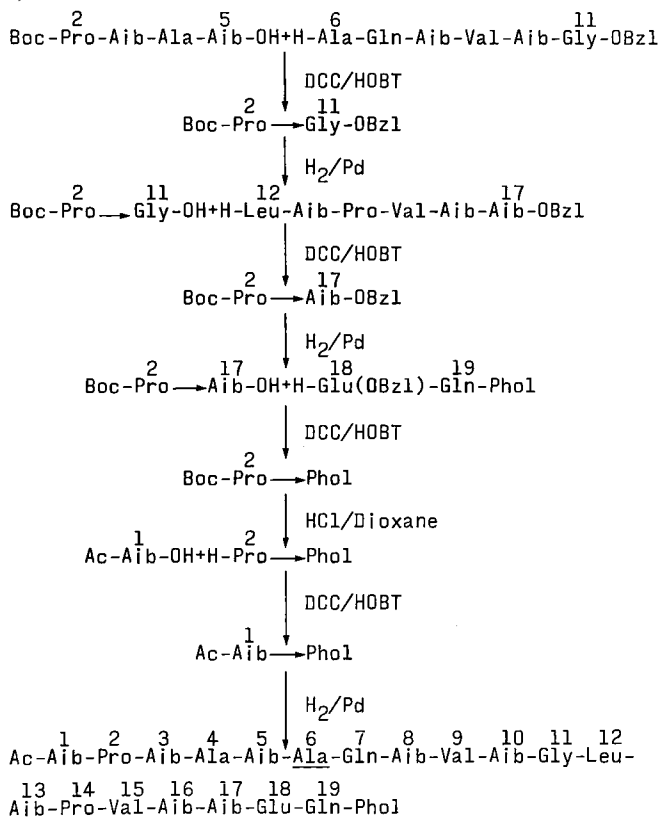 2 5 6 11
Boc-Pro-Aib-Ala-Aib-OH+H-Ala-Gln-Aib-Val-Aib-Gly-OBzl
DCC/HOBT
2 11
Boc-Pro→Gly-OBzl
H2/Pd
2 11 12 17
Boc-Pro→Gly-OH+H-Leu-Aib-Pro-Val-Aib-Aib-OBzl
DCC/HOBT
2 17
Boc-Pro→Aib-OBzl
H2/Pd
2 17 18 19
Boc-Pro→Aib-OH+H-Glu(OBzl)-Gln-Phol
DCC/HOBT
2
Boc-Pro→Phol
HCl/Dioxane
1 2
Ac-Aib-OH+H-Pro→Phol
DCC/HOBT
1
Ac-Aib→Phol
H2/Pd
1 2 3 4 5 6 7 8 9 10 11 12
Ac-Aib-Pro-Aib-Ala-Aib-Ala-Gln-Aib-Val-Aib-Gly-Leu-
13 14 15 16 17 18 19
Aib-Pro-Val-Aib-Aib-Glu-Gln-Phol